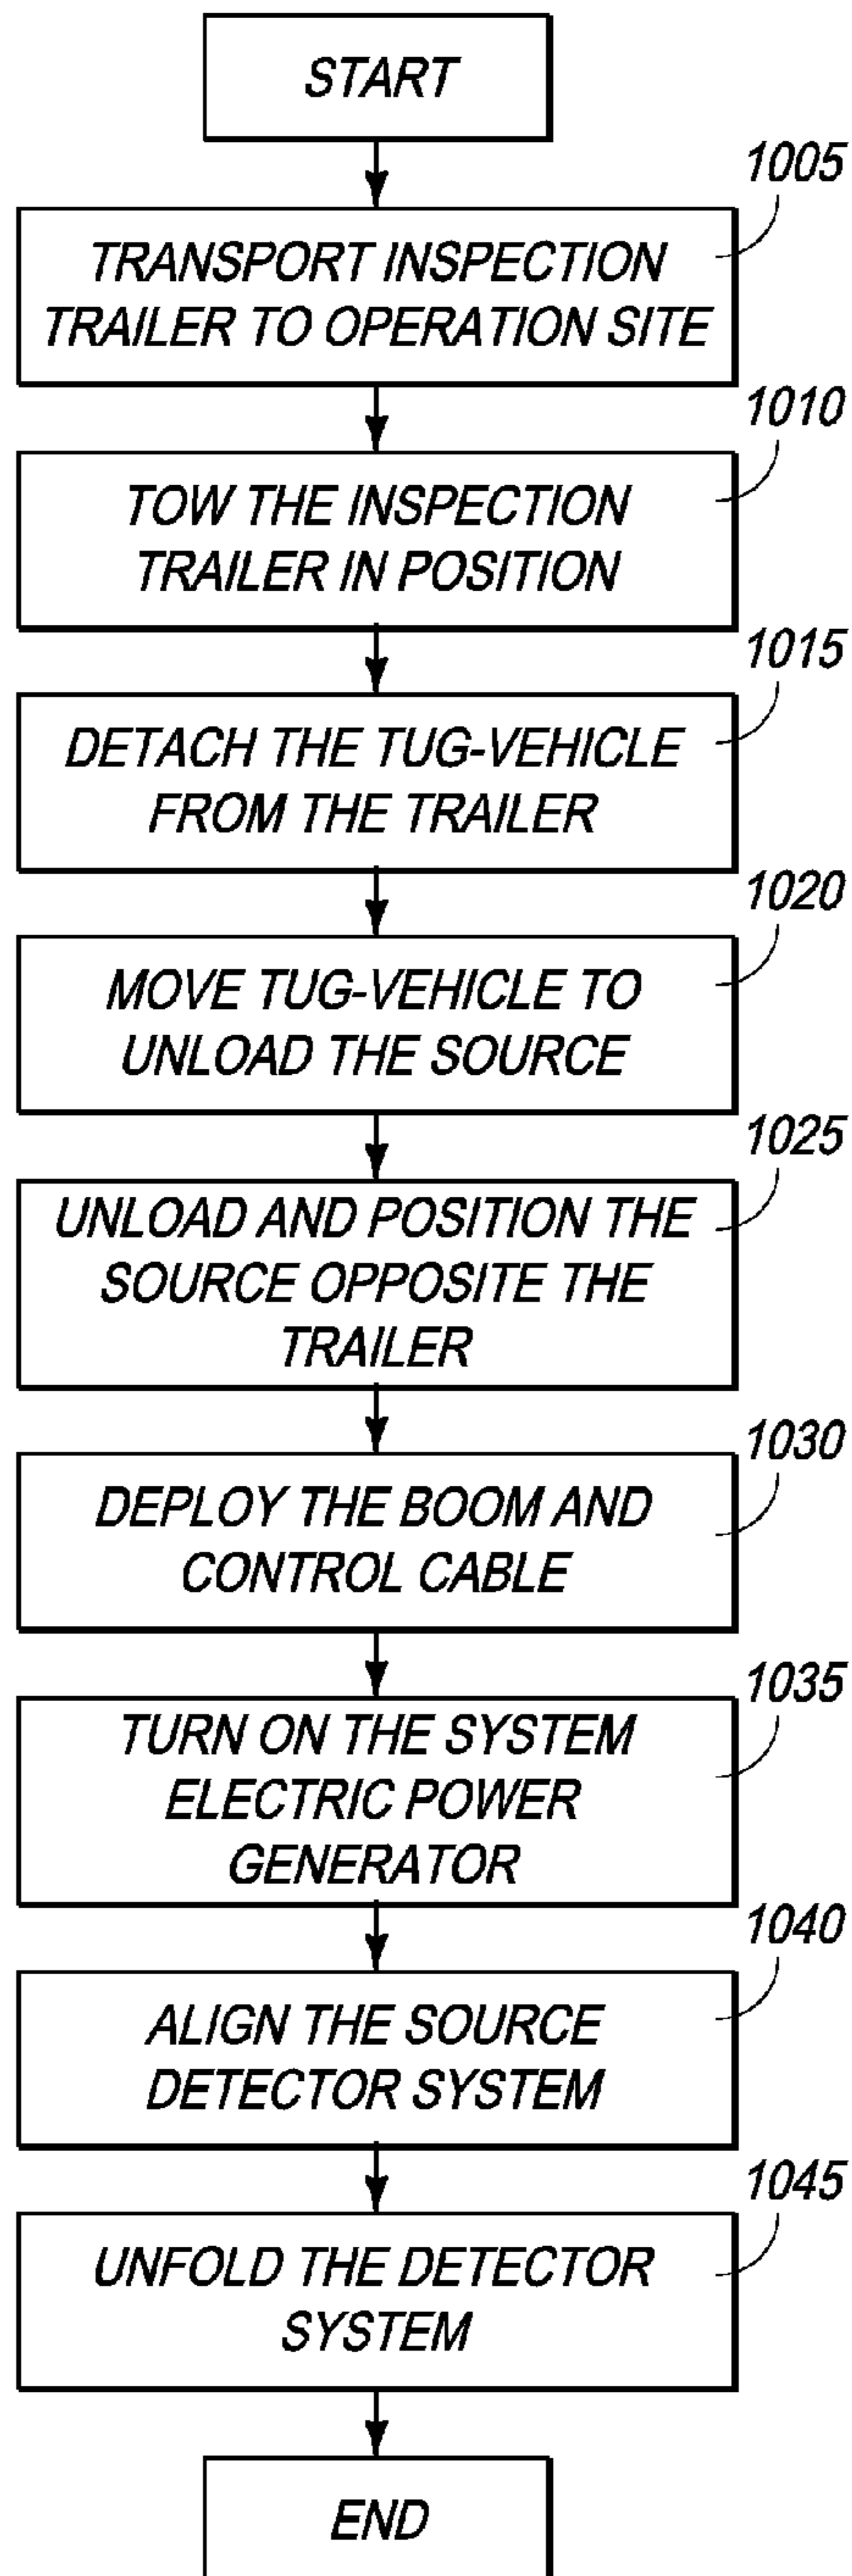 START
1005
TRANSPORT INSPECTION
TRAILER TO OPERATION SITE
1010
TOW THE INSPECTION
TRAILER IN POSITION
1015
DETACH THE TUG-VEHICLE
FROM THE TRAILER
1020
MOVE TUG-VEHICLE TO
UNLOAD THE SOURCE
1025
UNLOAD AND POSITION THE
SOURCE OPPOSITE THE
TRAILER
1030
DEPLOY THE BOOM AND
CONTROL CABLE
1035
TURN ON THE SYSTEM
ELECTRIC POWER
GENERATOR
1040
ALIGN THE SOURCE
DETECTOR SYSTEM
1045
UNFOLD THE DETECTOR
SYSTEM
END